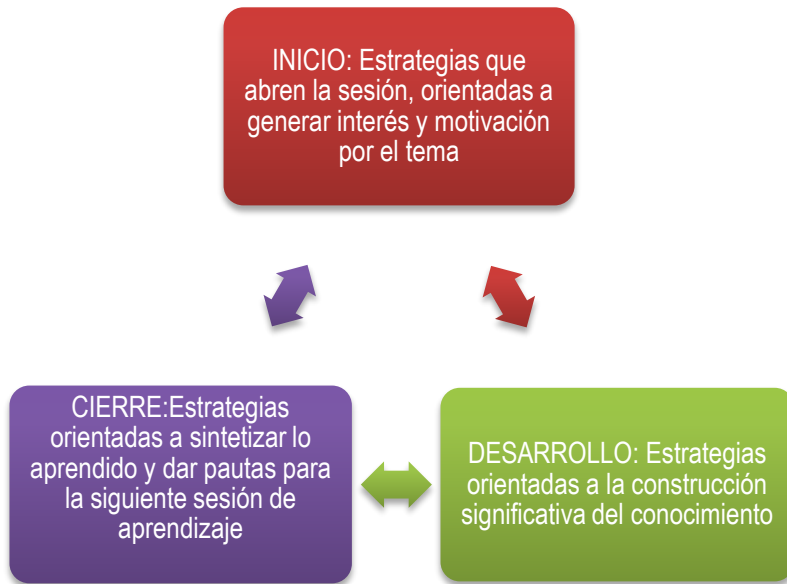 INICIO: Estrategias que
abren la sesión, orientadas a
generar interés y motivación
por el tema
CIERRE:Estrategias
orientadas a sintetizar lo
aprendido y dar pautas para
la siguiente sesión de
aprendizaje
DESARROLLO: Estrategias
orientadas a la construcción
significativa del conocimiento